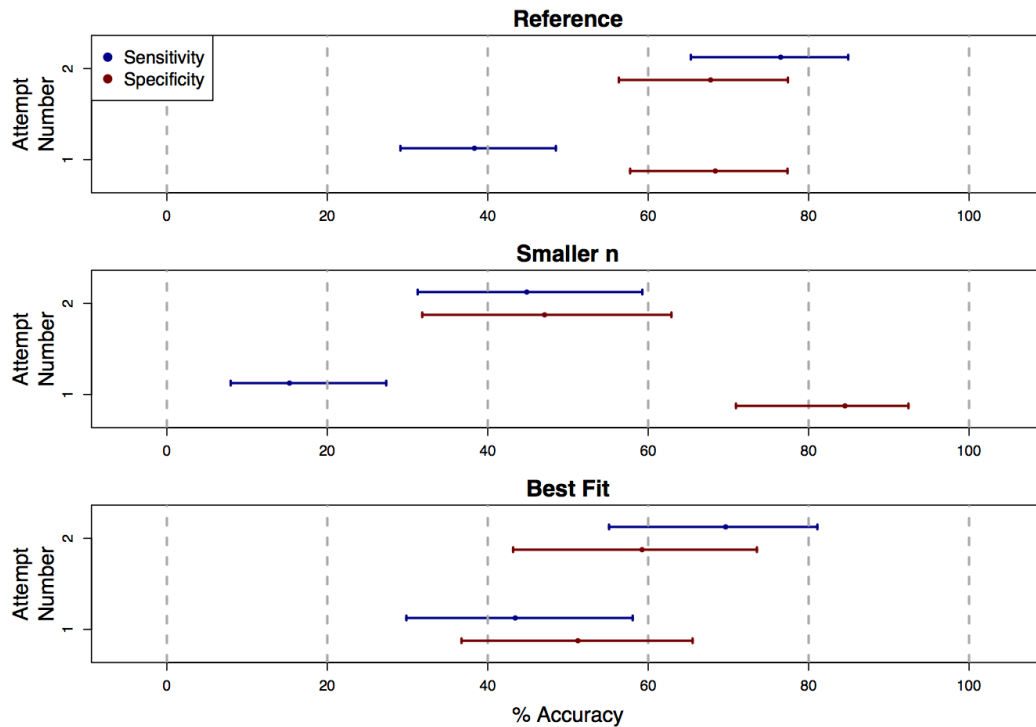 Reference
Sensitivity
Specificity
Attempt
Number
2
1
0 20 40 60 80 100
Smaller n
Attempt
Number
2
1
0 20 40 60 80 100
Best Fit
Attempt
Number
2
1
0 20 40 60 80 100
% Accuracy